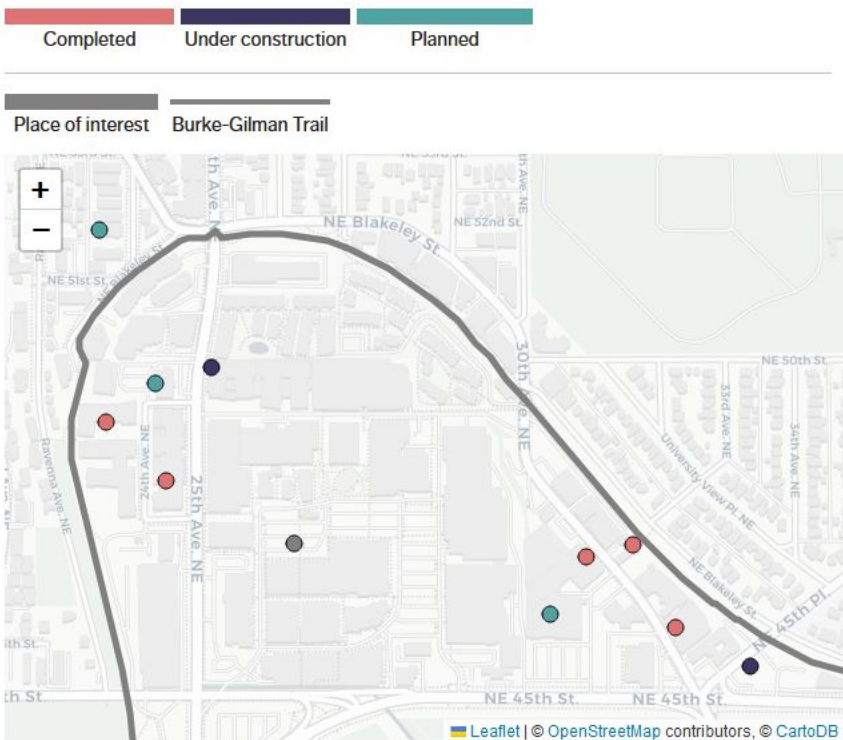 Completed
Under construction
Planned
Place of interest
Burke-Gilman Trail
+
−
NE Blakeley St.
NE 52nd St.
NE 51st St.
NE Blakeley St.
30th Ave. NE
NE 50th St.
33rd Ave. NE
34th Ave. NE
24th Ave. NE
25th Ave. NE
Ravenna Ave. NE
University View Pl. NE
NE Blakeley St.
NE 45th Pl.
NE 45th St.
NE 45th St.
Leaflet | © OpenStreetMap contributors, © CartoDB